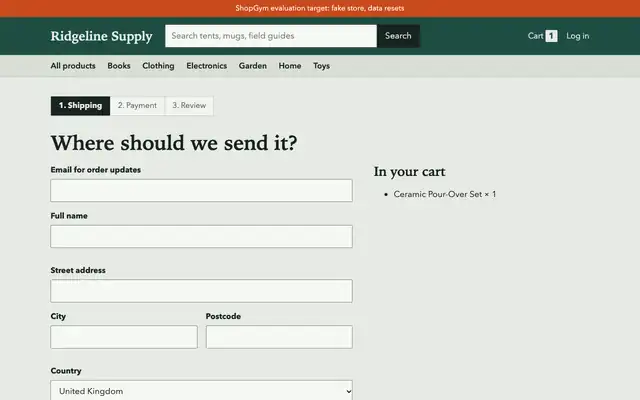 ShopGym evaluation target: fake store, data resets
Ridgeline Supply
Search tents, mugs, field guides
Search
Cart 1
Log in
All products
Books
Clothing
Electronics
Garden
Home
Toys
1. Shipping
2. Payment
3. Review
Where should we send it?
Email for order updates
Full name
Street address
City
Postcode
Country
United Kingdom
In your cart
Ceramic Pour-Over Set × 1